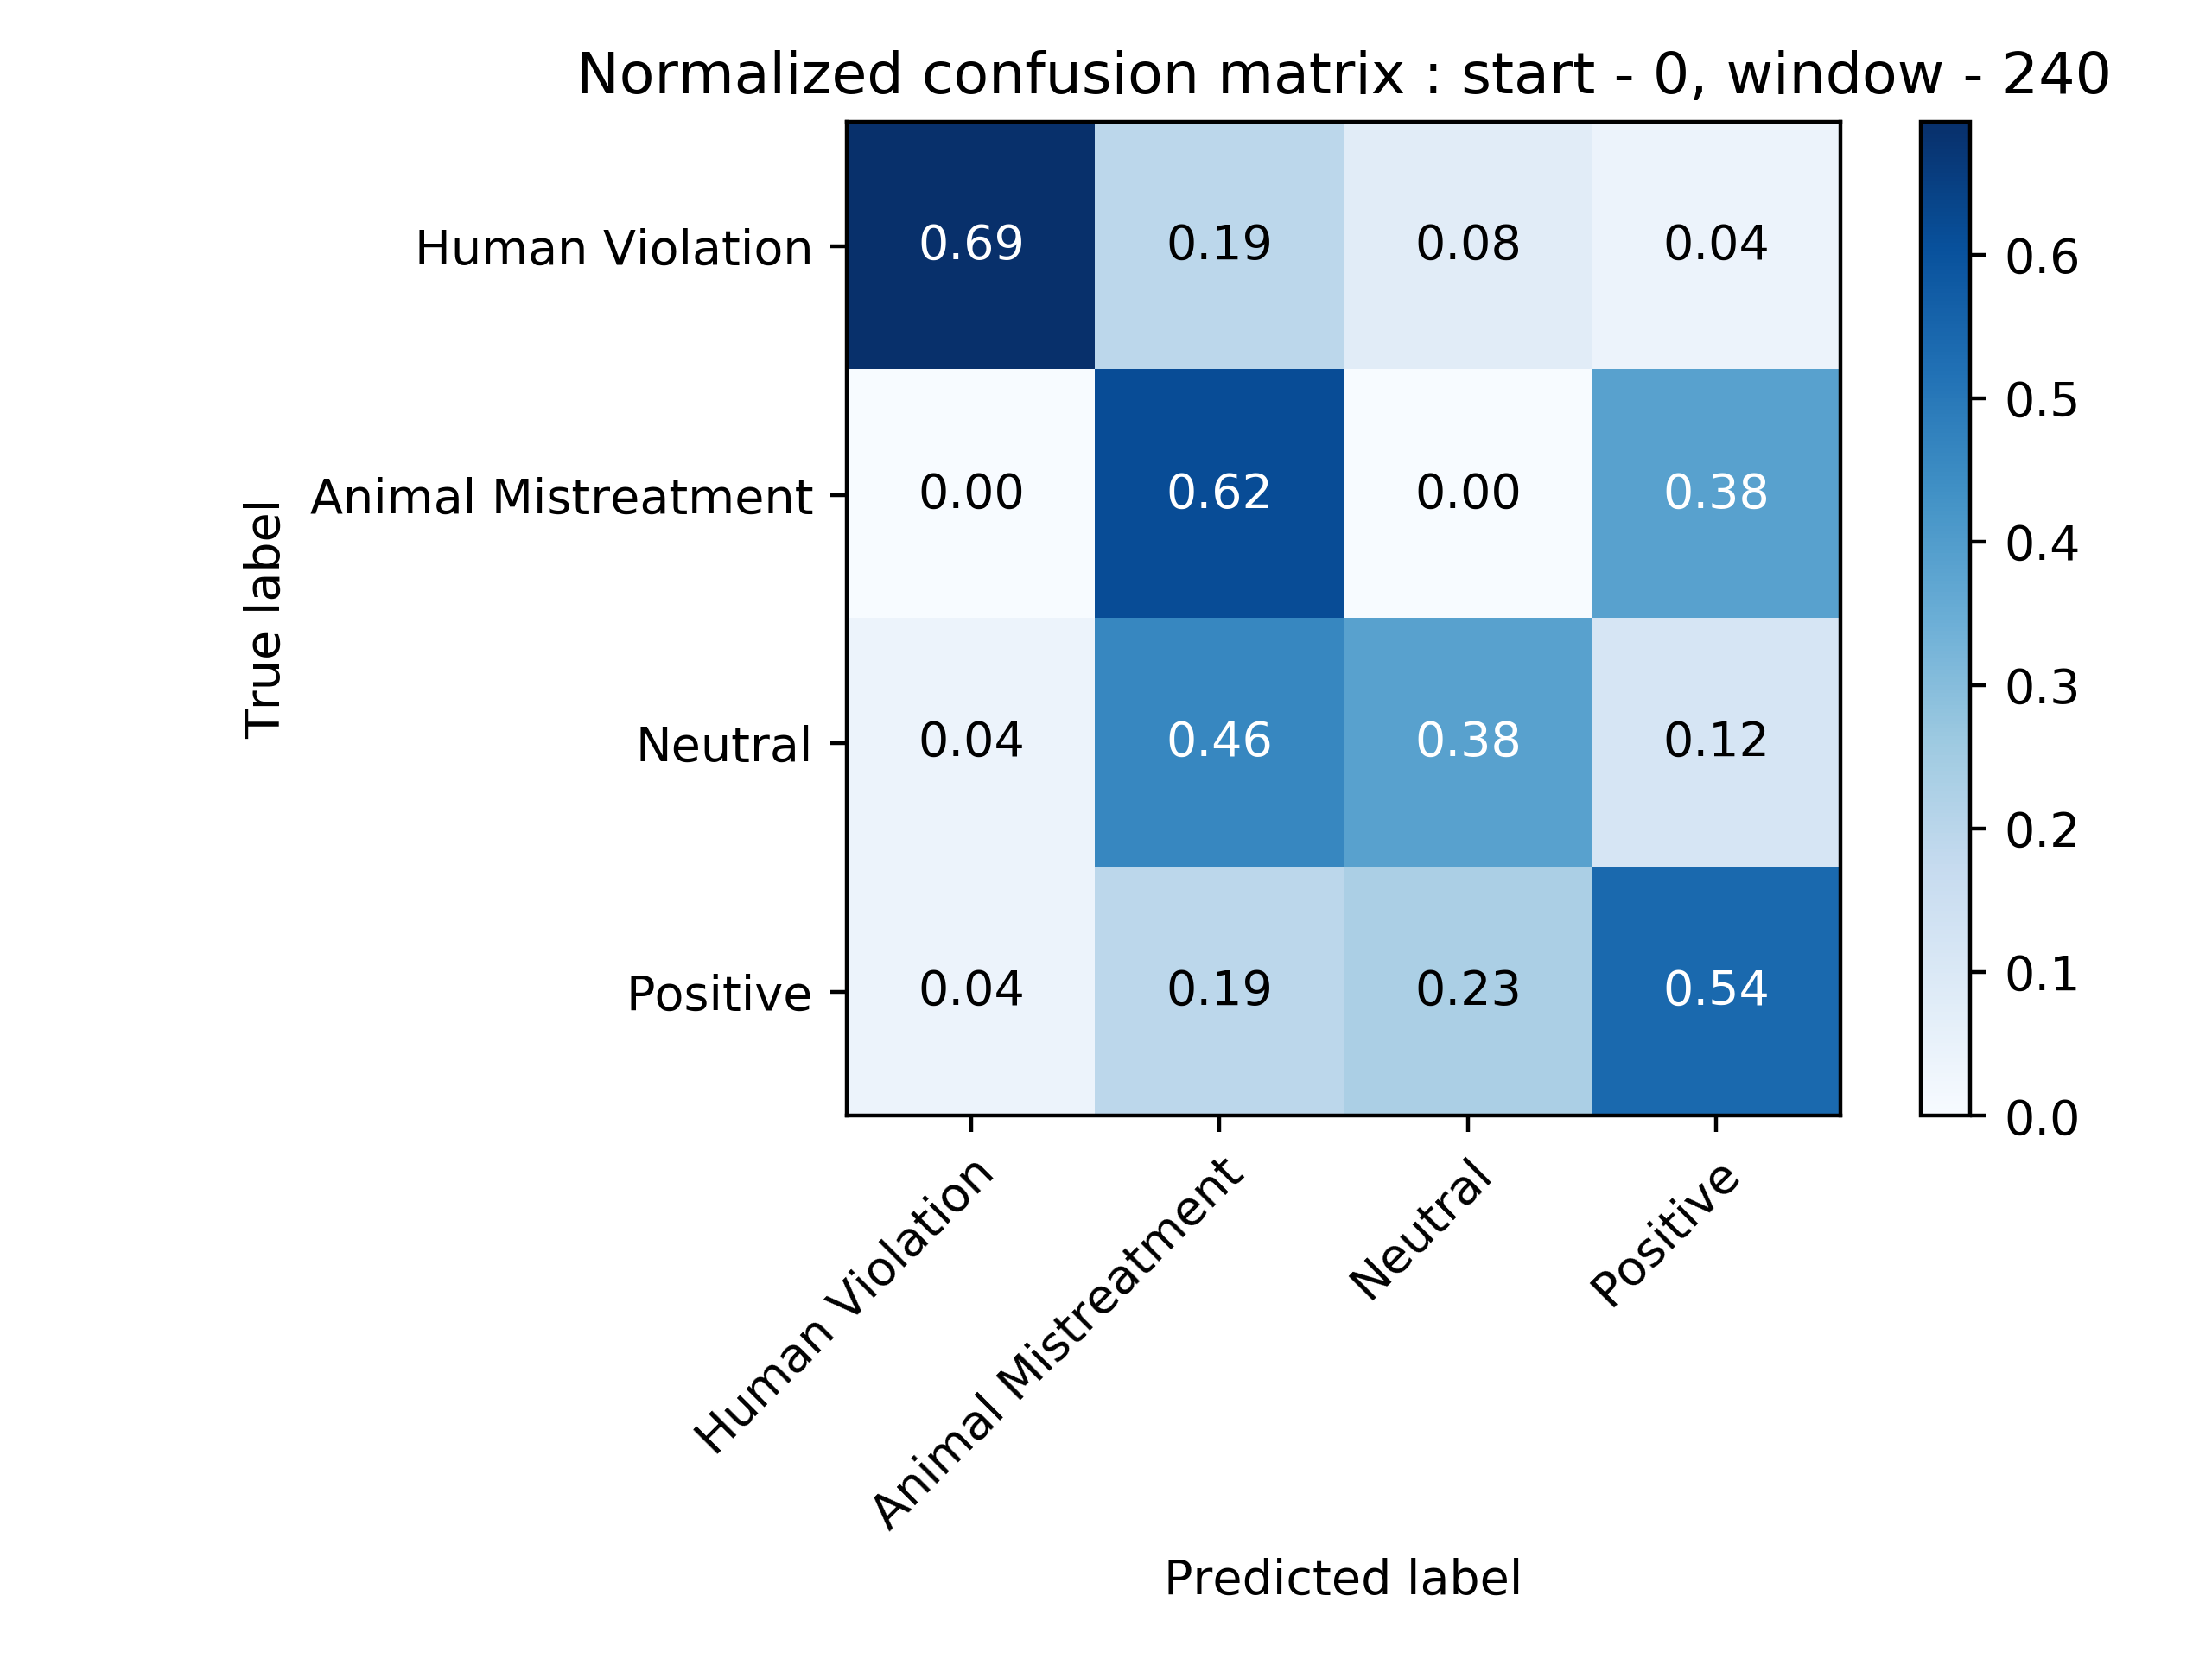 Normalized confusion matrix : start - 0, window - 240
Human Violation 0.69 0.19 0.08 0.04
Animal Mistreatment 0.00 0.62 0.00 0.38
Neutral 0.04 0.46 0.38 0.12
Positive 0.04 0.19 0.23 0.54
True label
Human Violation
Animal Mistreatment
Neutral
Positive
Predicted label
0.6
0.5
0.4
0.3
0.2
0.1
0.0